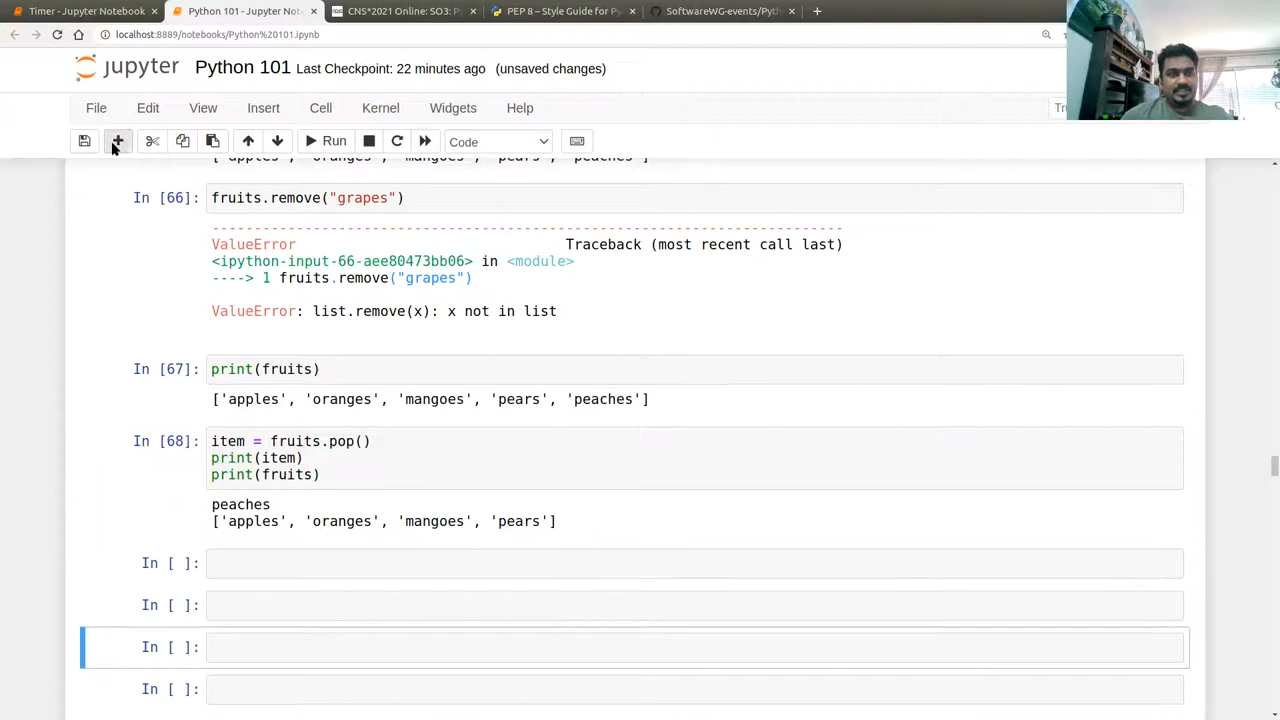 Timer - Jupyter Notebook
Python 101 - Jupyter Not
CNS*2021 Online: SO3: P
PEP 8 – Style Guide for Py
SoftwareWG-events/Pyth
localhost:8889/notebooks/Python%20101.ipynb
jupyter Python 101 Last Checkpoint: 22 minutes ago (unsaved changes)
File Edit View Insert Cell Kernel Widgets Help
Run Code
['apples', 'oranges', 'mangoes', 'pears', 'peaches']
In [66]: fruits.remove("grapes")
---------------------------------------------------------------------------
ValueError Traceback (most recent call last)
<ipython-input-66-aee80473bb06> in <module>
----> 1 fruits.remove("grapes")
ValueError: list.remove(x): x not in list
In [67]: print(fruits)
['apples', 'oranges', 'mangoes', 'pears', 'peaches']
In [68]: item = fruits.pop()
print(item)
print(fruits)
peaches
['apples', 'oranges', 'mangoes', 'pears']
In [ ]:
In [ ]:
In [ ]:
In [ ]: